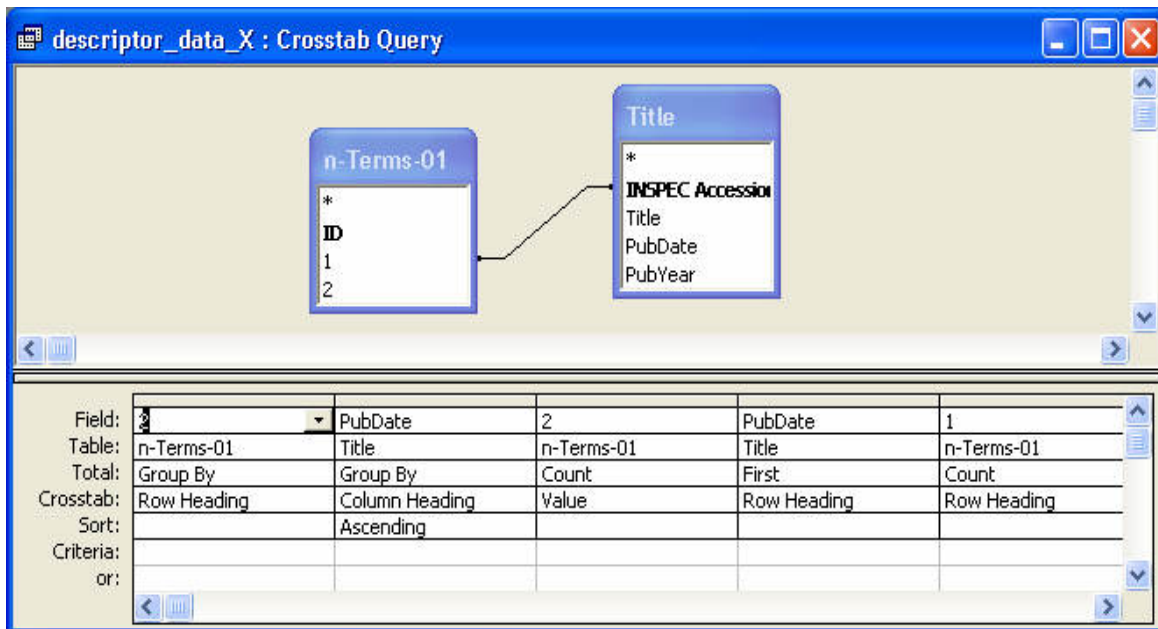 descriptor_data_X : Crosstab Query
n-Terms-01
*
ID
1
2
Title
*
INSPEC Accession
Title
PubDate
PubYear
Field: 2 PubDate 2 PubDate 1
Table: n-Terms-01 Title n-Terms-01 Title n-Terms-01
Total: Group By Group By Count First Count
Crosstab: Row Heading Column Heading Value Row Heading Row Heading
Sort: Ascending
Criteria:
or: